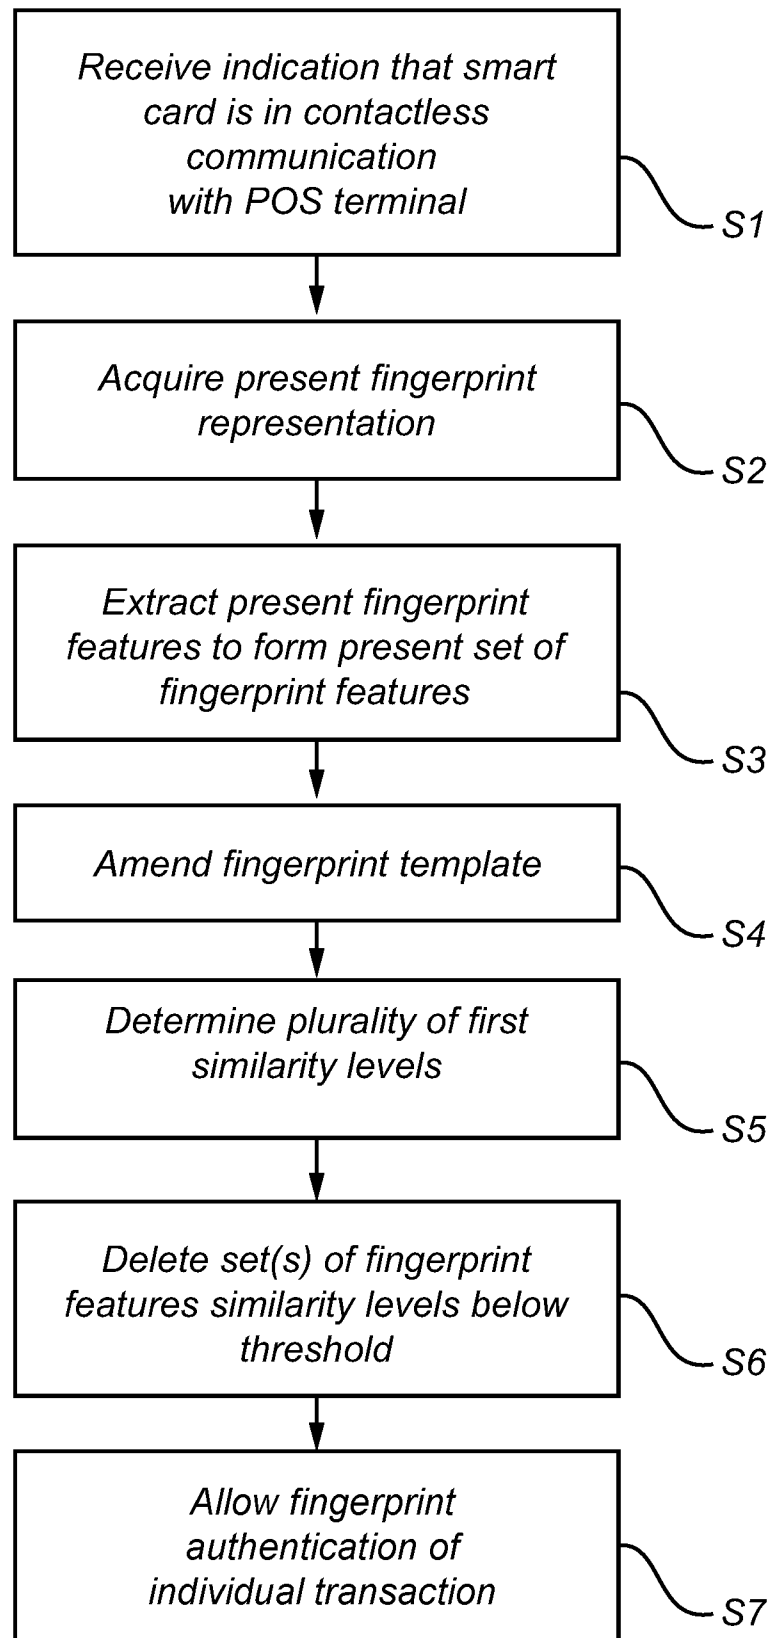 Receive indication that smart
card is in contactless
communication
with POS terminal
S1
Acquire present fingerprint
representation
S2
Extract present fingerprint
features to form present set of
fingerprint features
S3
Amend fingerprint template
S4
Determine plurality of first
similarity levels
S5
Delete set(s) of fingerprint
features similarity levels below
threshold
S6
Allow fingerprint
authentication of
individual transaction
S7